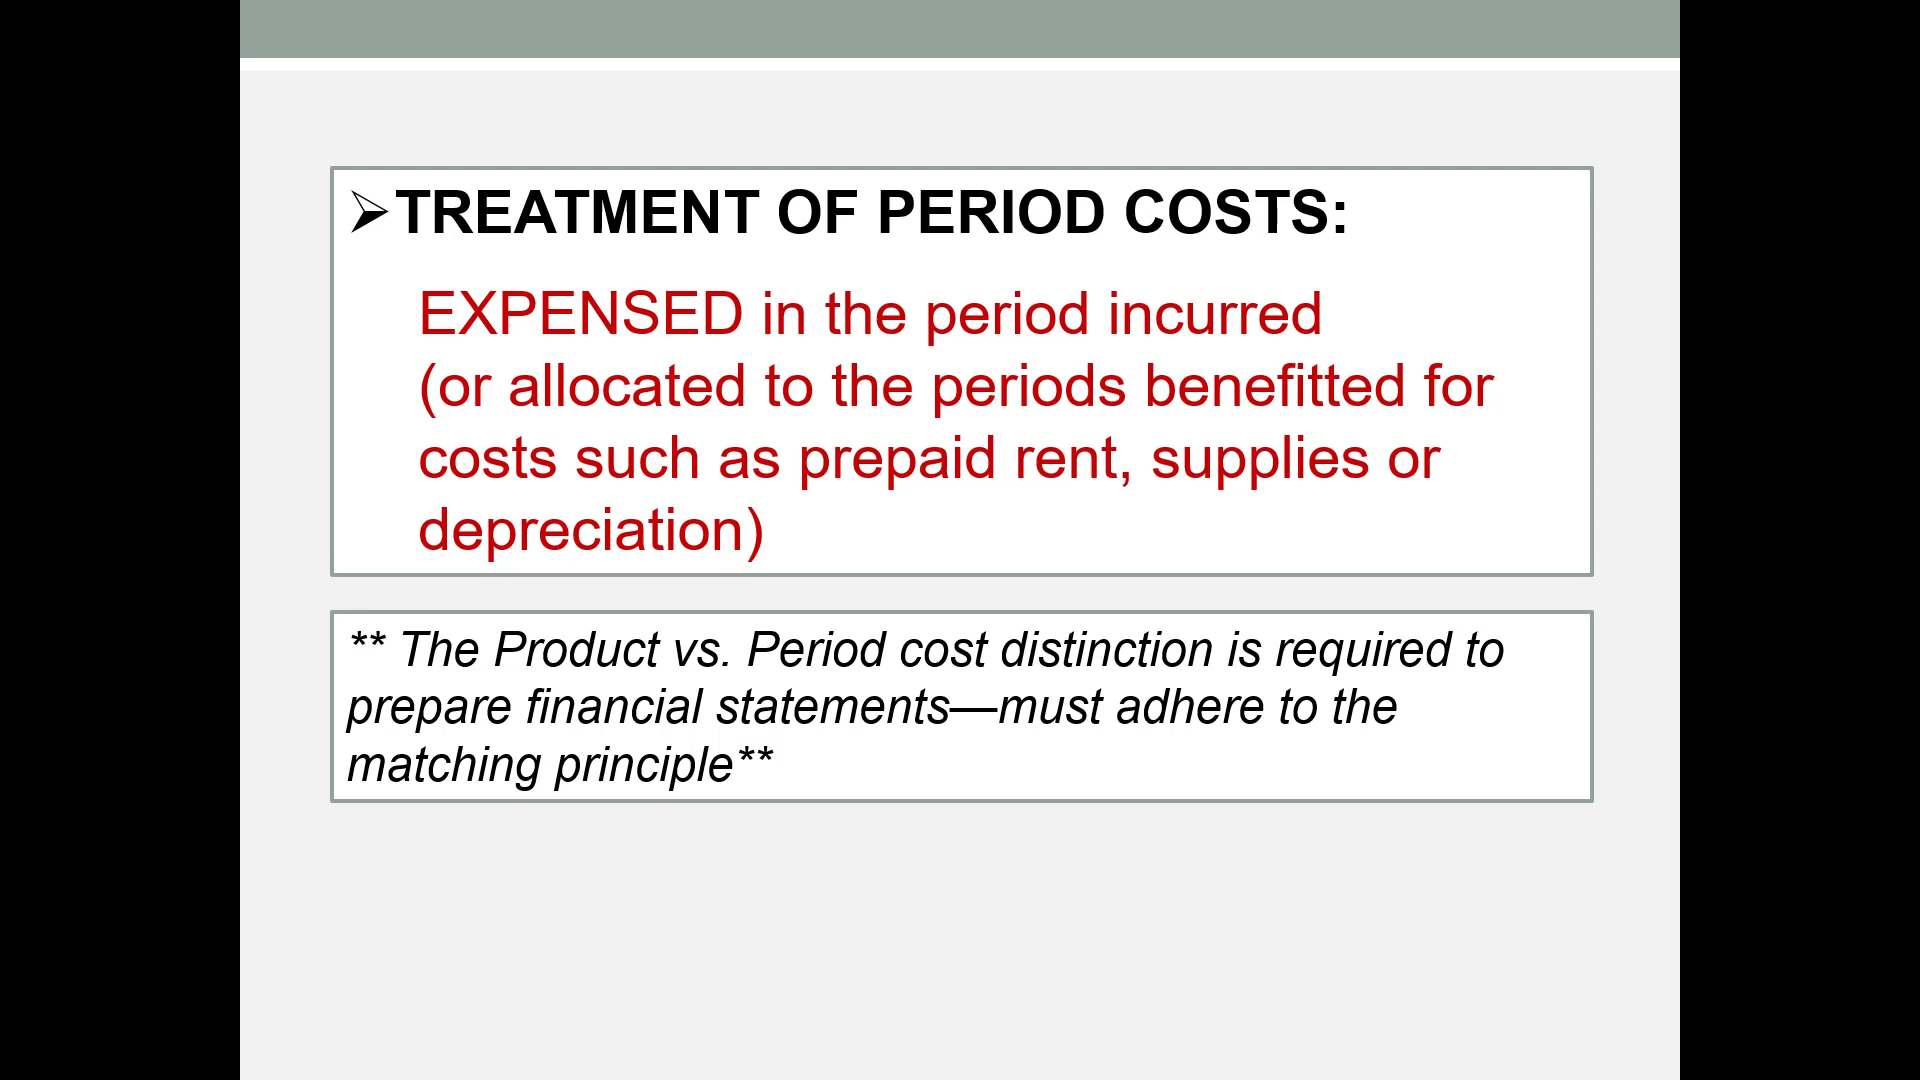 ➢TREATMENT OF PERIOD COSTS:
EXPENSED in the period incurred
(or allocated to the periods benefitted for
costs such as prepaid rent, supplies or
depreciation)
** The Product vs. Period cost distinction is required to
prepare financial statements—must adhere to the
matching principle**